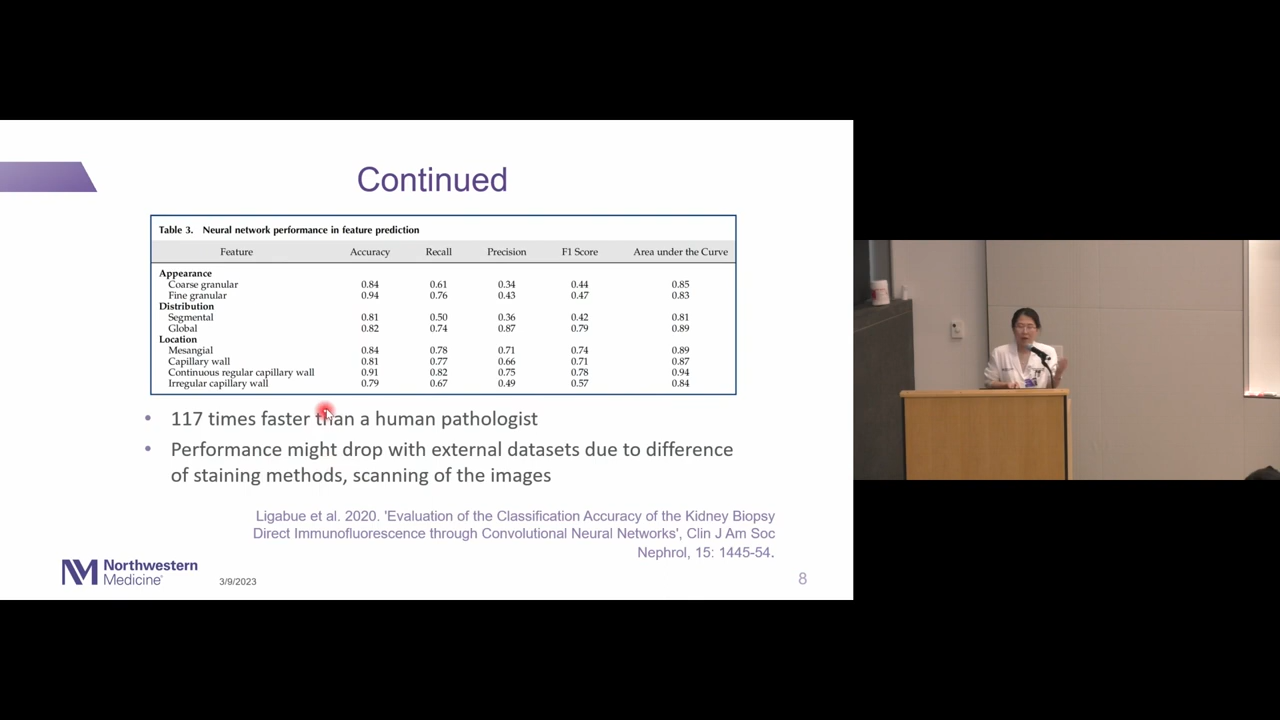 Continued
Table 3. Neural network performance in feature prediction
Feature Accuracy Recall Precision F1 Score Area under the Curve
Appearance
Coarse granular 0.84 0.61 0.34 0.44 0.85
Fine granular 0.94 0.76 0.43 0.47 0.83
Distribution
Segmental 0.81 0.50 0.36 0.42 0.81
Global 0.82 0.74 0.87 0.79 0.89
Location
Mesangial 0.84 0.78 0.71 0.74 0.89
Capillary wall 0.81 0.77 0.66 0.71 0.87
Continuous regular capillary wall 0.91 0.82 0.75 0.78 0.94
Irregular capillary wall 0.79 0.67 0.49 0.57 0.84
• 117 times faster than a human pathologist
• Performance might drop with external datasets due to difference
of staining methods, scanning of the images
Ligabue et al. 2020. 'Evaluation of the Classification Accuracy of the Kidney Biopsy
Direct Immunofluorescence through Convolutional Neural Networks', Clin J Am Soc
Nephrol, 15: 1445-54.
Northwestern
Medicine
3/9/2023
8